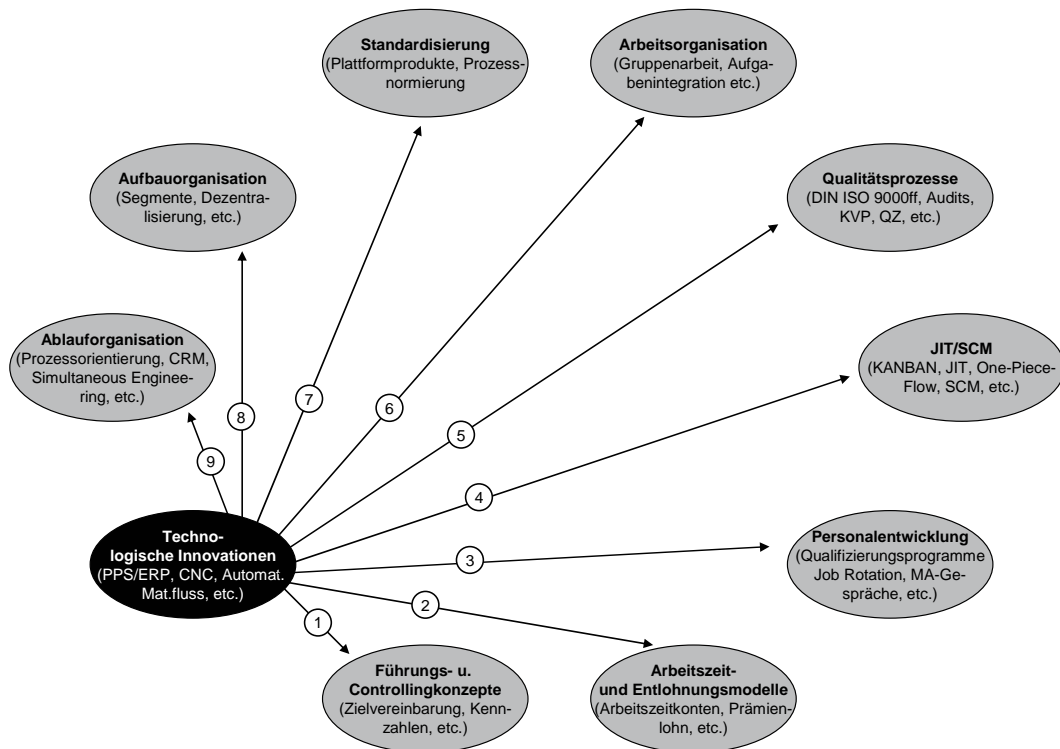 Standardisierung
(Plattformprodukte, Prozess-
normierung
Arbeitsorganisation
(Gruppenarbeit, Aufga-
benintegration etc.)
Aufbauorganisation
(Segmente, Dezentra-
lisierung, etc.)
Qualitätsprozesse
(DIN ISO 9000ff, Audits,
KVP, QZ, etc.)
Ablauforganisation
(Prozessorientierung, CRM,
Simultaneous Enginee-
ring, etc.)
JIT/SCM
(KANBAN, JIT, One-Piece-
Flow, SCM, etc.)
7
6
8
5
9
4
Techno-
logische Innovationen
(PPS/ERP, CNC, Automat.
Mat.fluss, etc.)
3
Personalentwicklung
(Qualifizierungsprogramme
Job Rotation, MA-Ge-
spräche, etc.)
2
1
Führungs- u.
Controllingkonzepte
(Zielvereinbarung, Kenn-
zahlen, etc.)
Arbeitszeit-
und Entlohnungsmodelle
(Arbeitszeitkonten, Prämien-
lohn, etc.)